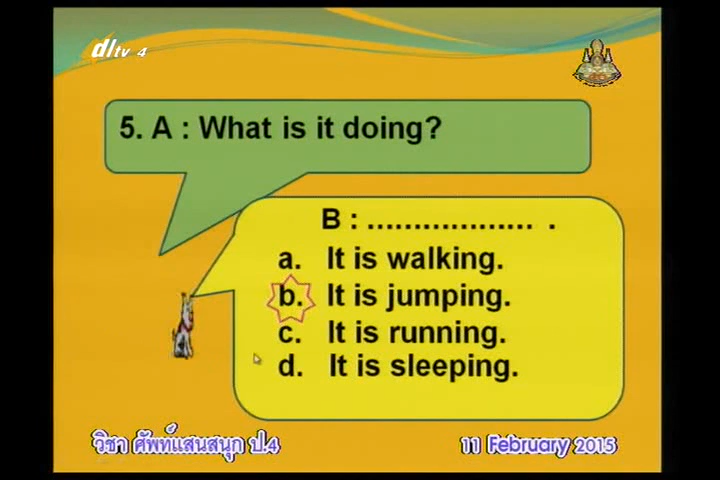 dltv 4
5. A : What is it doing?
B : .................. .
a. It is walking.
b. It is jumping.
c. It is running.
d. It is sleeping.
วิชา ศัพท์แสนสนุก ป.4
11 February 2015